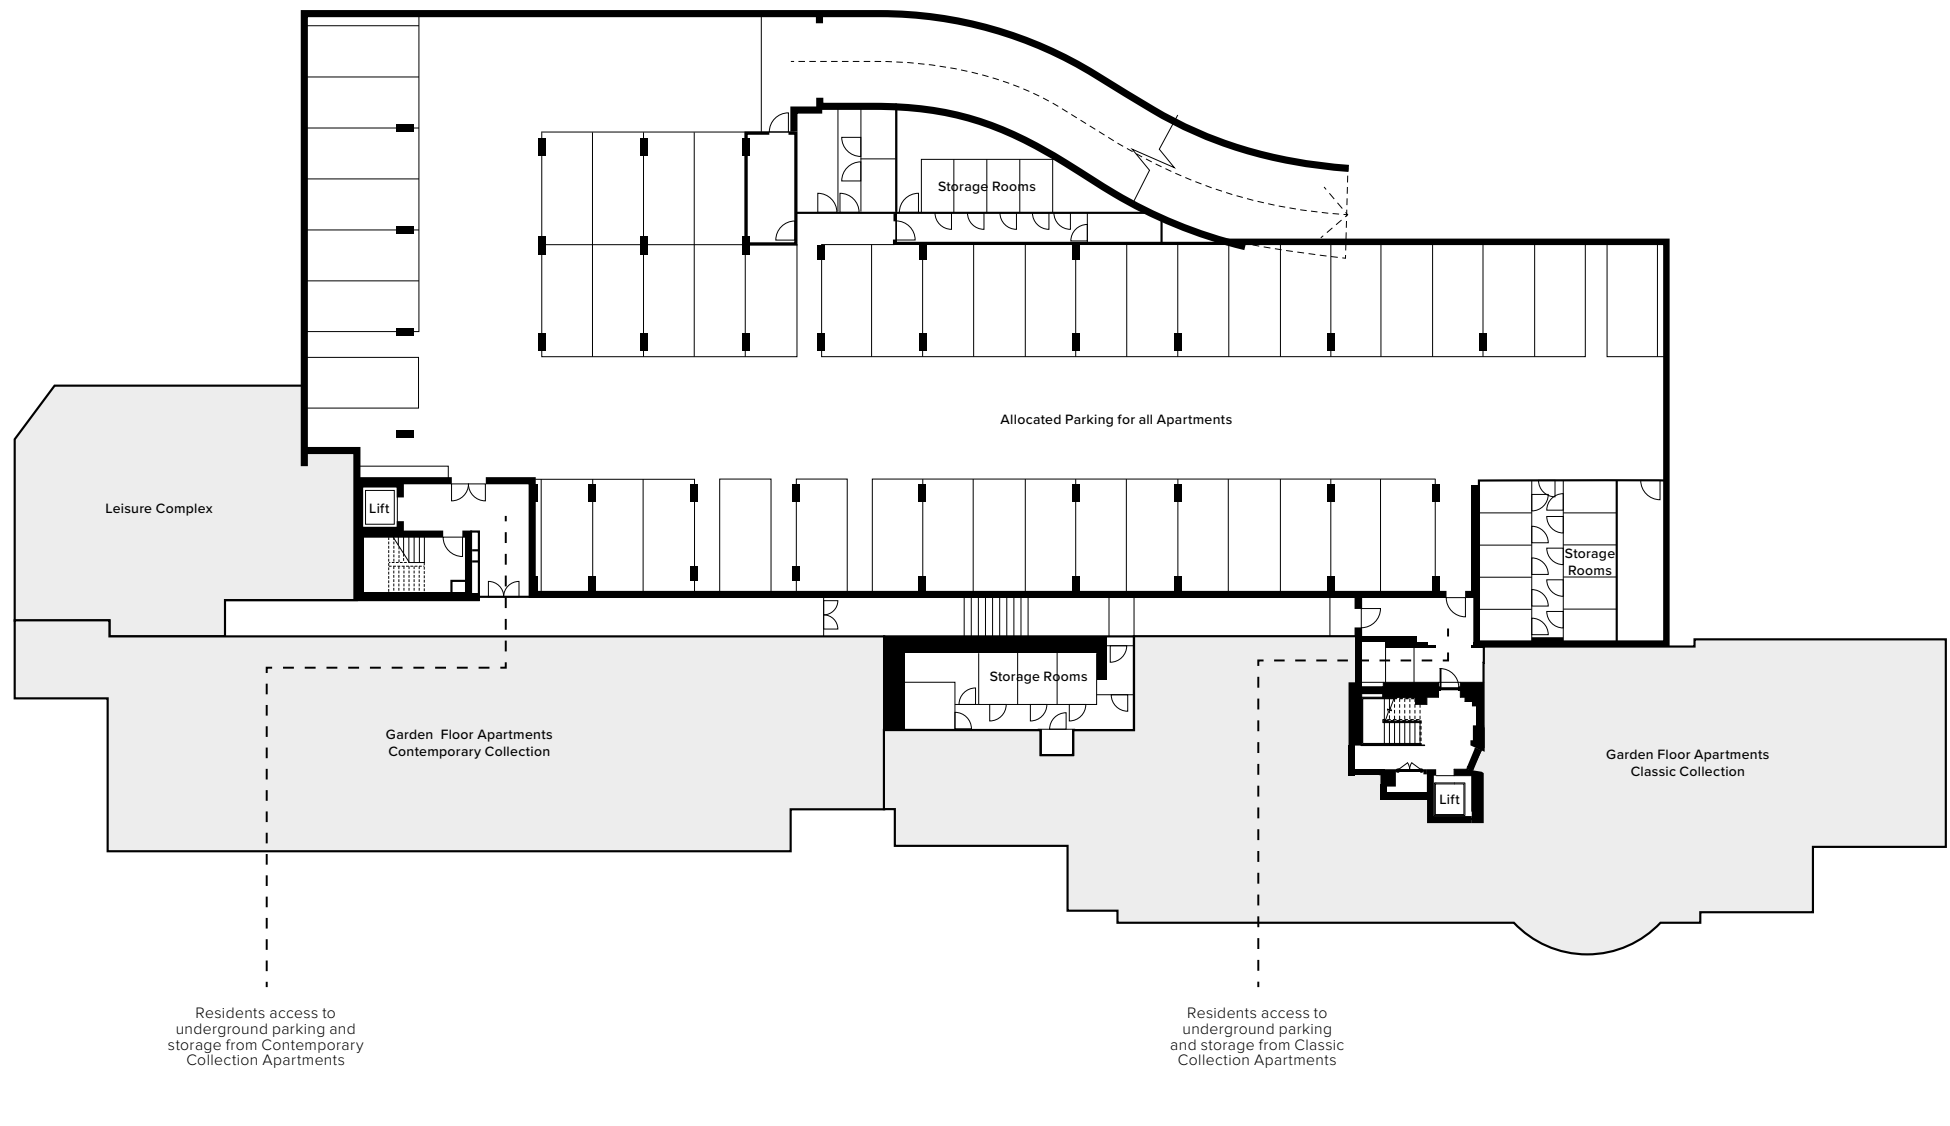 Storage Rooms
Allocated Parking for all Apartments
Leisure Complex
Lift
Storage
Rooms
Storage Rooms
Garden Floor Apartments
Contemporary Collection
Garden Floor Apartments
Classic Collection
Lift
Residents access to
underground parking and
storage from Contemporary
Collection Apartments
Residents access to
underground parking
and storage from Classic
Collection Apartments